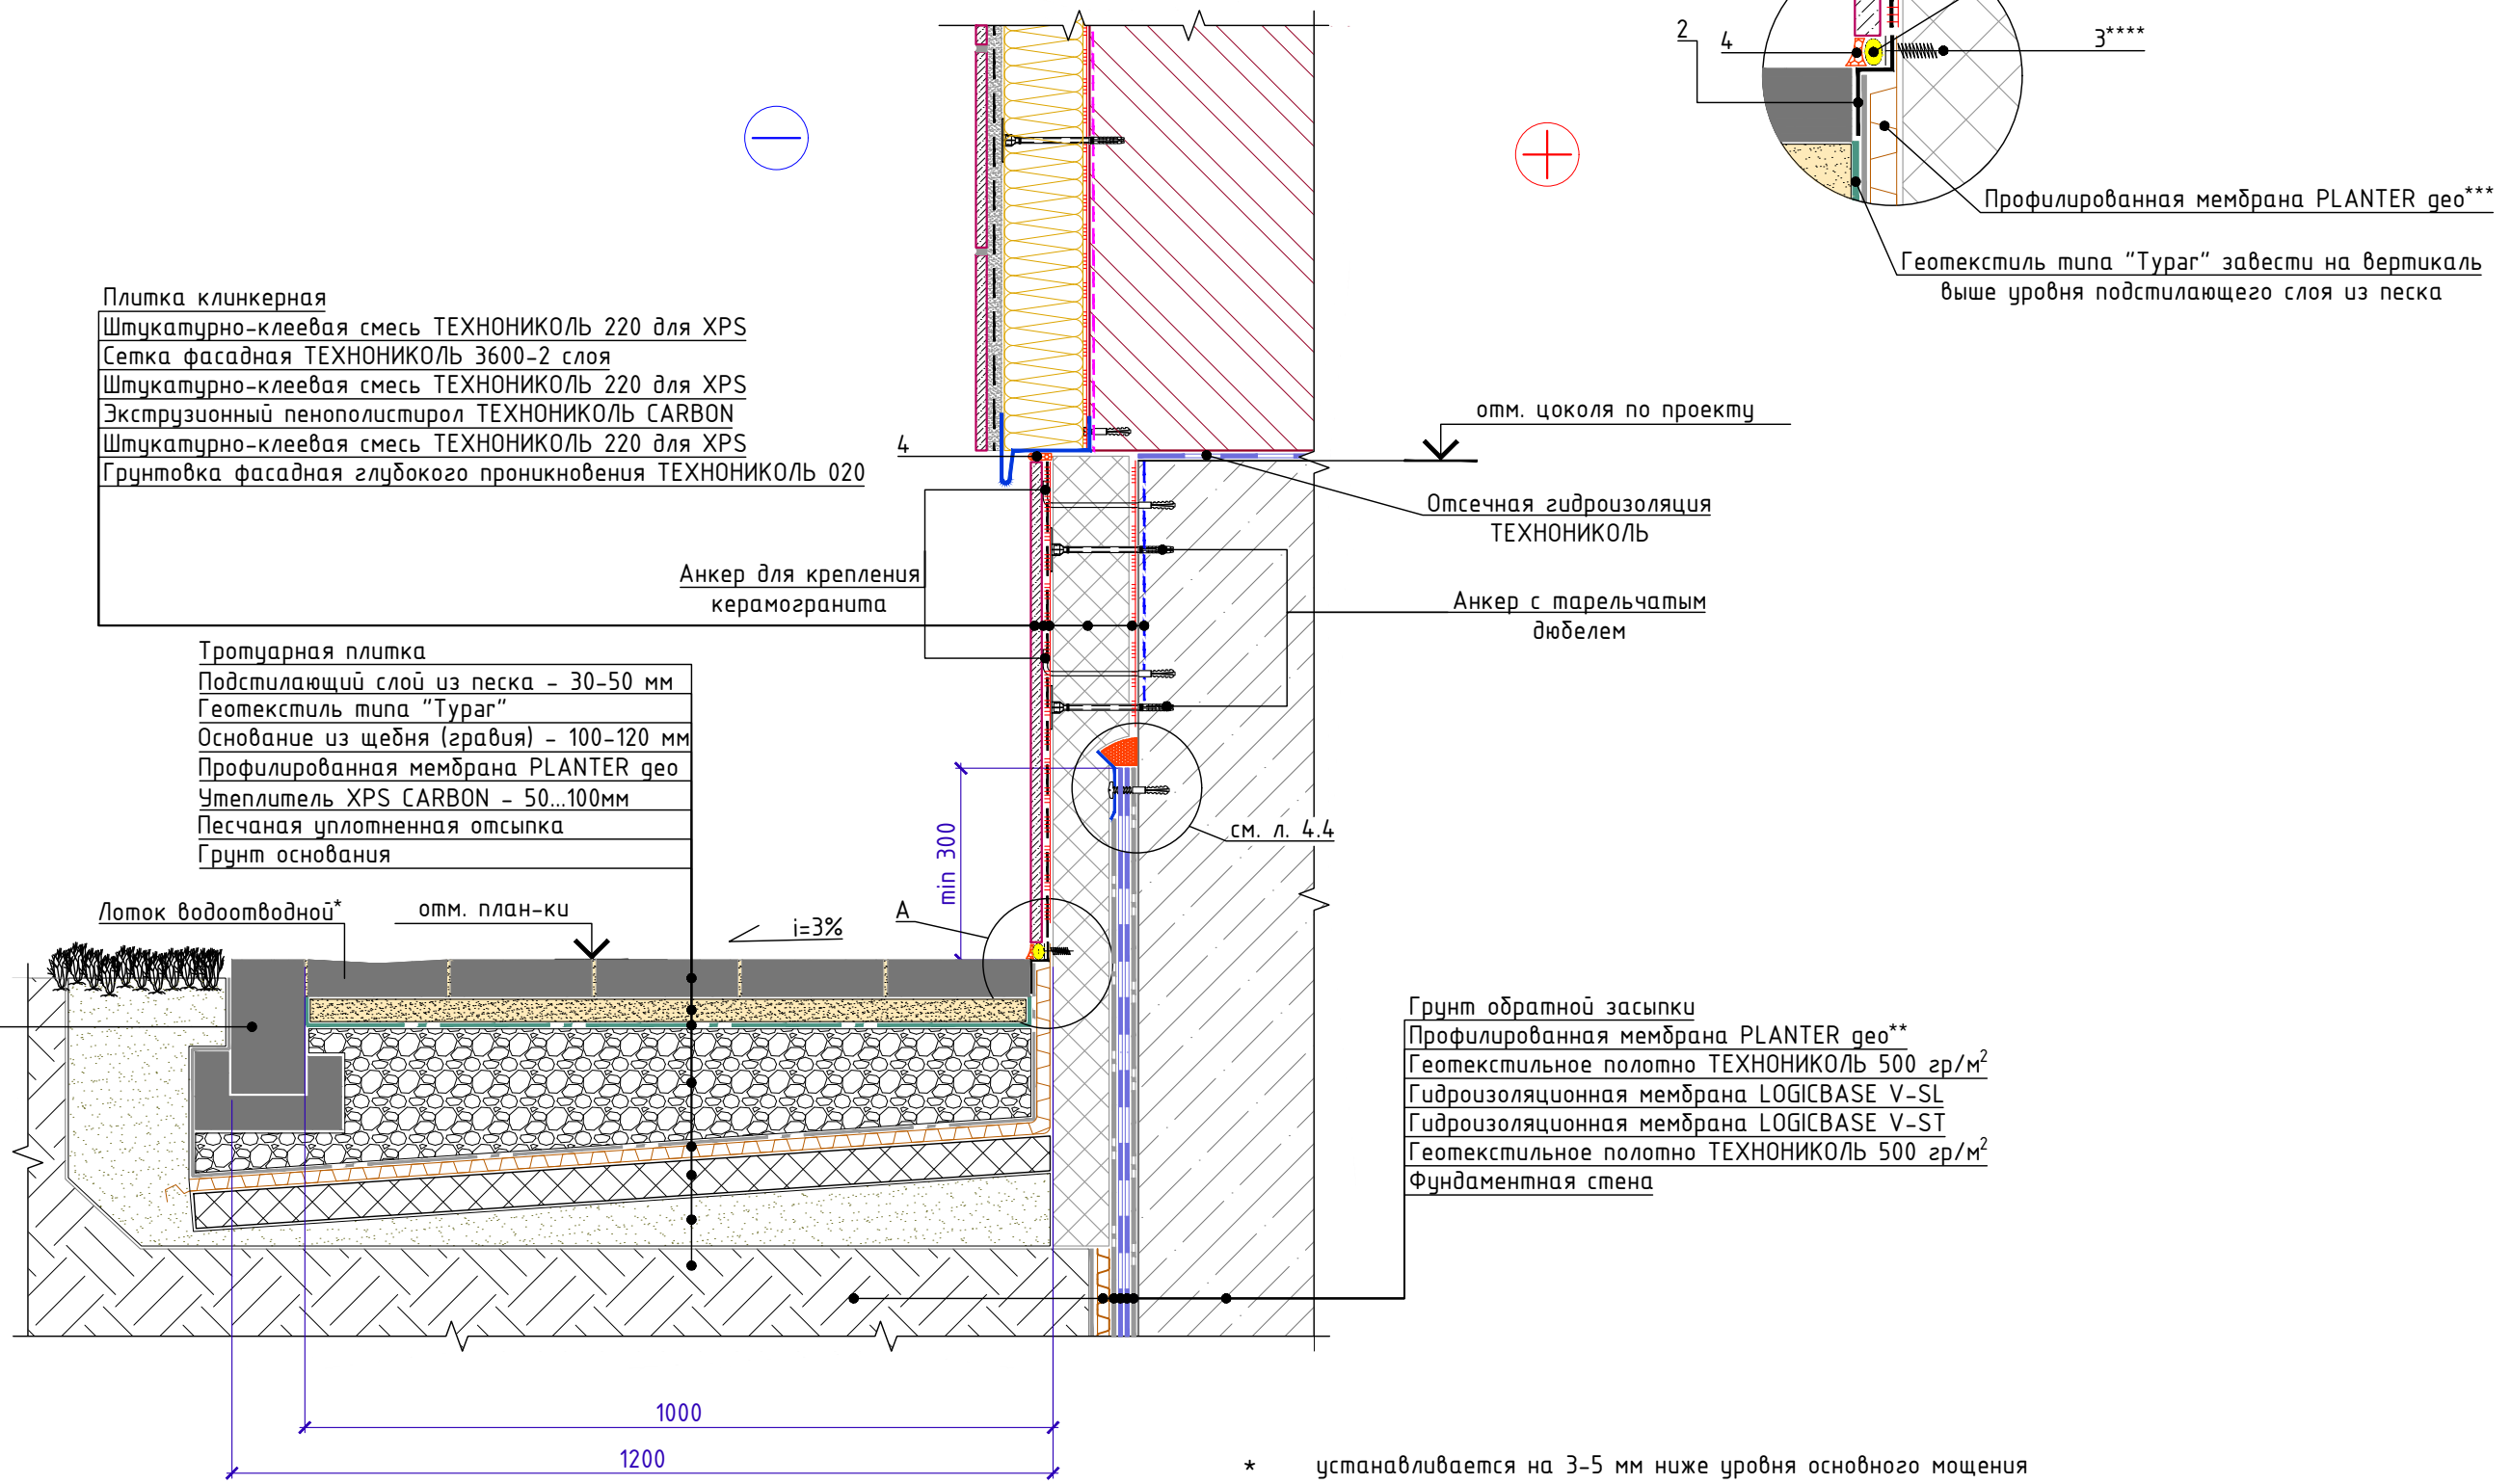 2
4
3****
Профилированная мембрана PLANTER geo***
Геотекстиль типа "Typar" завести на вертикаль
выше уровня подстилающего слоя из песка
Плитка клинкерная
Штукатурно-клеевая смесь ТЕХНОНИКОЛЬ 220 для XPS
Сетка фасадная ТЕХНОНИКОЛЬ 3600-2 слоя
Штукатурно-клеевая смесь ТЕХНОНИКОЛЬ 220 для XPS
Экструзионный пенополистирол ТЕХНОНИКОЛЬ CARBON
Штукатурно-клеевая смесь ТЕХНОНИКОЛЬ 220 для XPS
Грунтовка фасадная глубокого проникновения ТЕХНОНИКОЛЬ 020
4
отм. цоколя по проекту
Отсечная гидроизоляция
ТЕХНОНИКОЛЬ
Анкер для крепления
керамогранита
Анкер с тарельчатым
дюбелем
Тротуарная плитка
Подстилающий слой из песка - 30-50 мм
Геотекстиль типа "Typar"
Основание из щебня (гравия) - 100-120 мм
Профилированная мембрана PLANTER geo
Утеплитель XPS CARBON - 50...100мм
Песчаная уплотненная отсыпка
Грунт основания
min 300
см. л. 4.4
Лоток водоотводной*
отм. план-ки
i=3%
А
Грунт обратной засыпки
Профилированная мембрана PLANTER geo**
Геотекстильное полотно ТЕХНОНИКОЛЬ 500 гр/м²
Гидроизоляционная мембрана LOGICBASE V-SL
Гидроизоляционная мембрана LOGICBASE V-ST
Геотекстильное полотно ТЕХНОНИКОЛЬ 500 гр/м²
Фундаментная стена
1000
1200
* устанавливается на 3-5 мм ниже уровня основного мощения